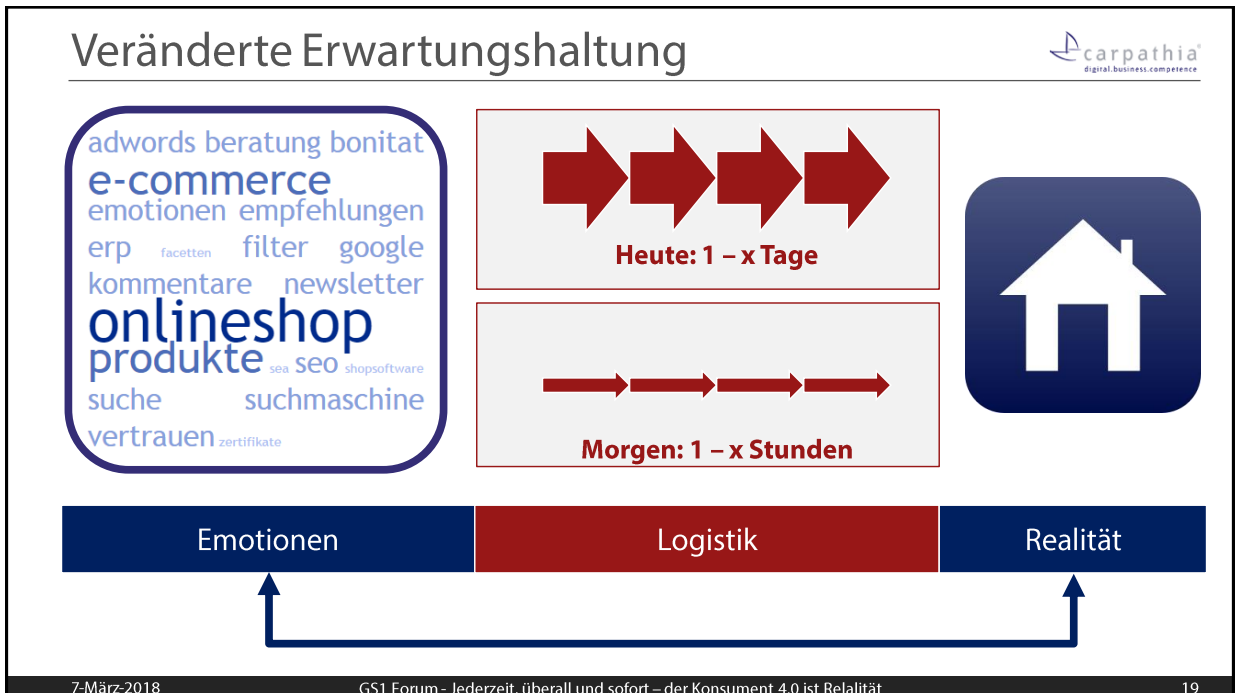 Veränderte Erwartungshaltung
carpathia
digital.business.competence
adwords beratung bonitat
e-commerce
emotionen empfehlungen
erp facetten filter google
kommentare newsletter
onlineshop
produkte sea seo shopsoftware
suche suchmaschine
vertrauen zertifikate
Heute: 1 – x Tage
Morgen: 1 – x Stunden
Emotionen
Logistik
Realität
7-März-2018
GS1 Forum - Jederzeit, überall und sofort – der Konsument 4.0 ist Relalität
19